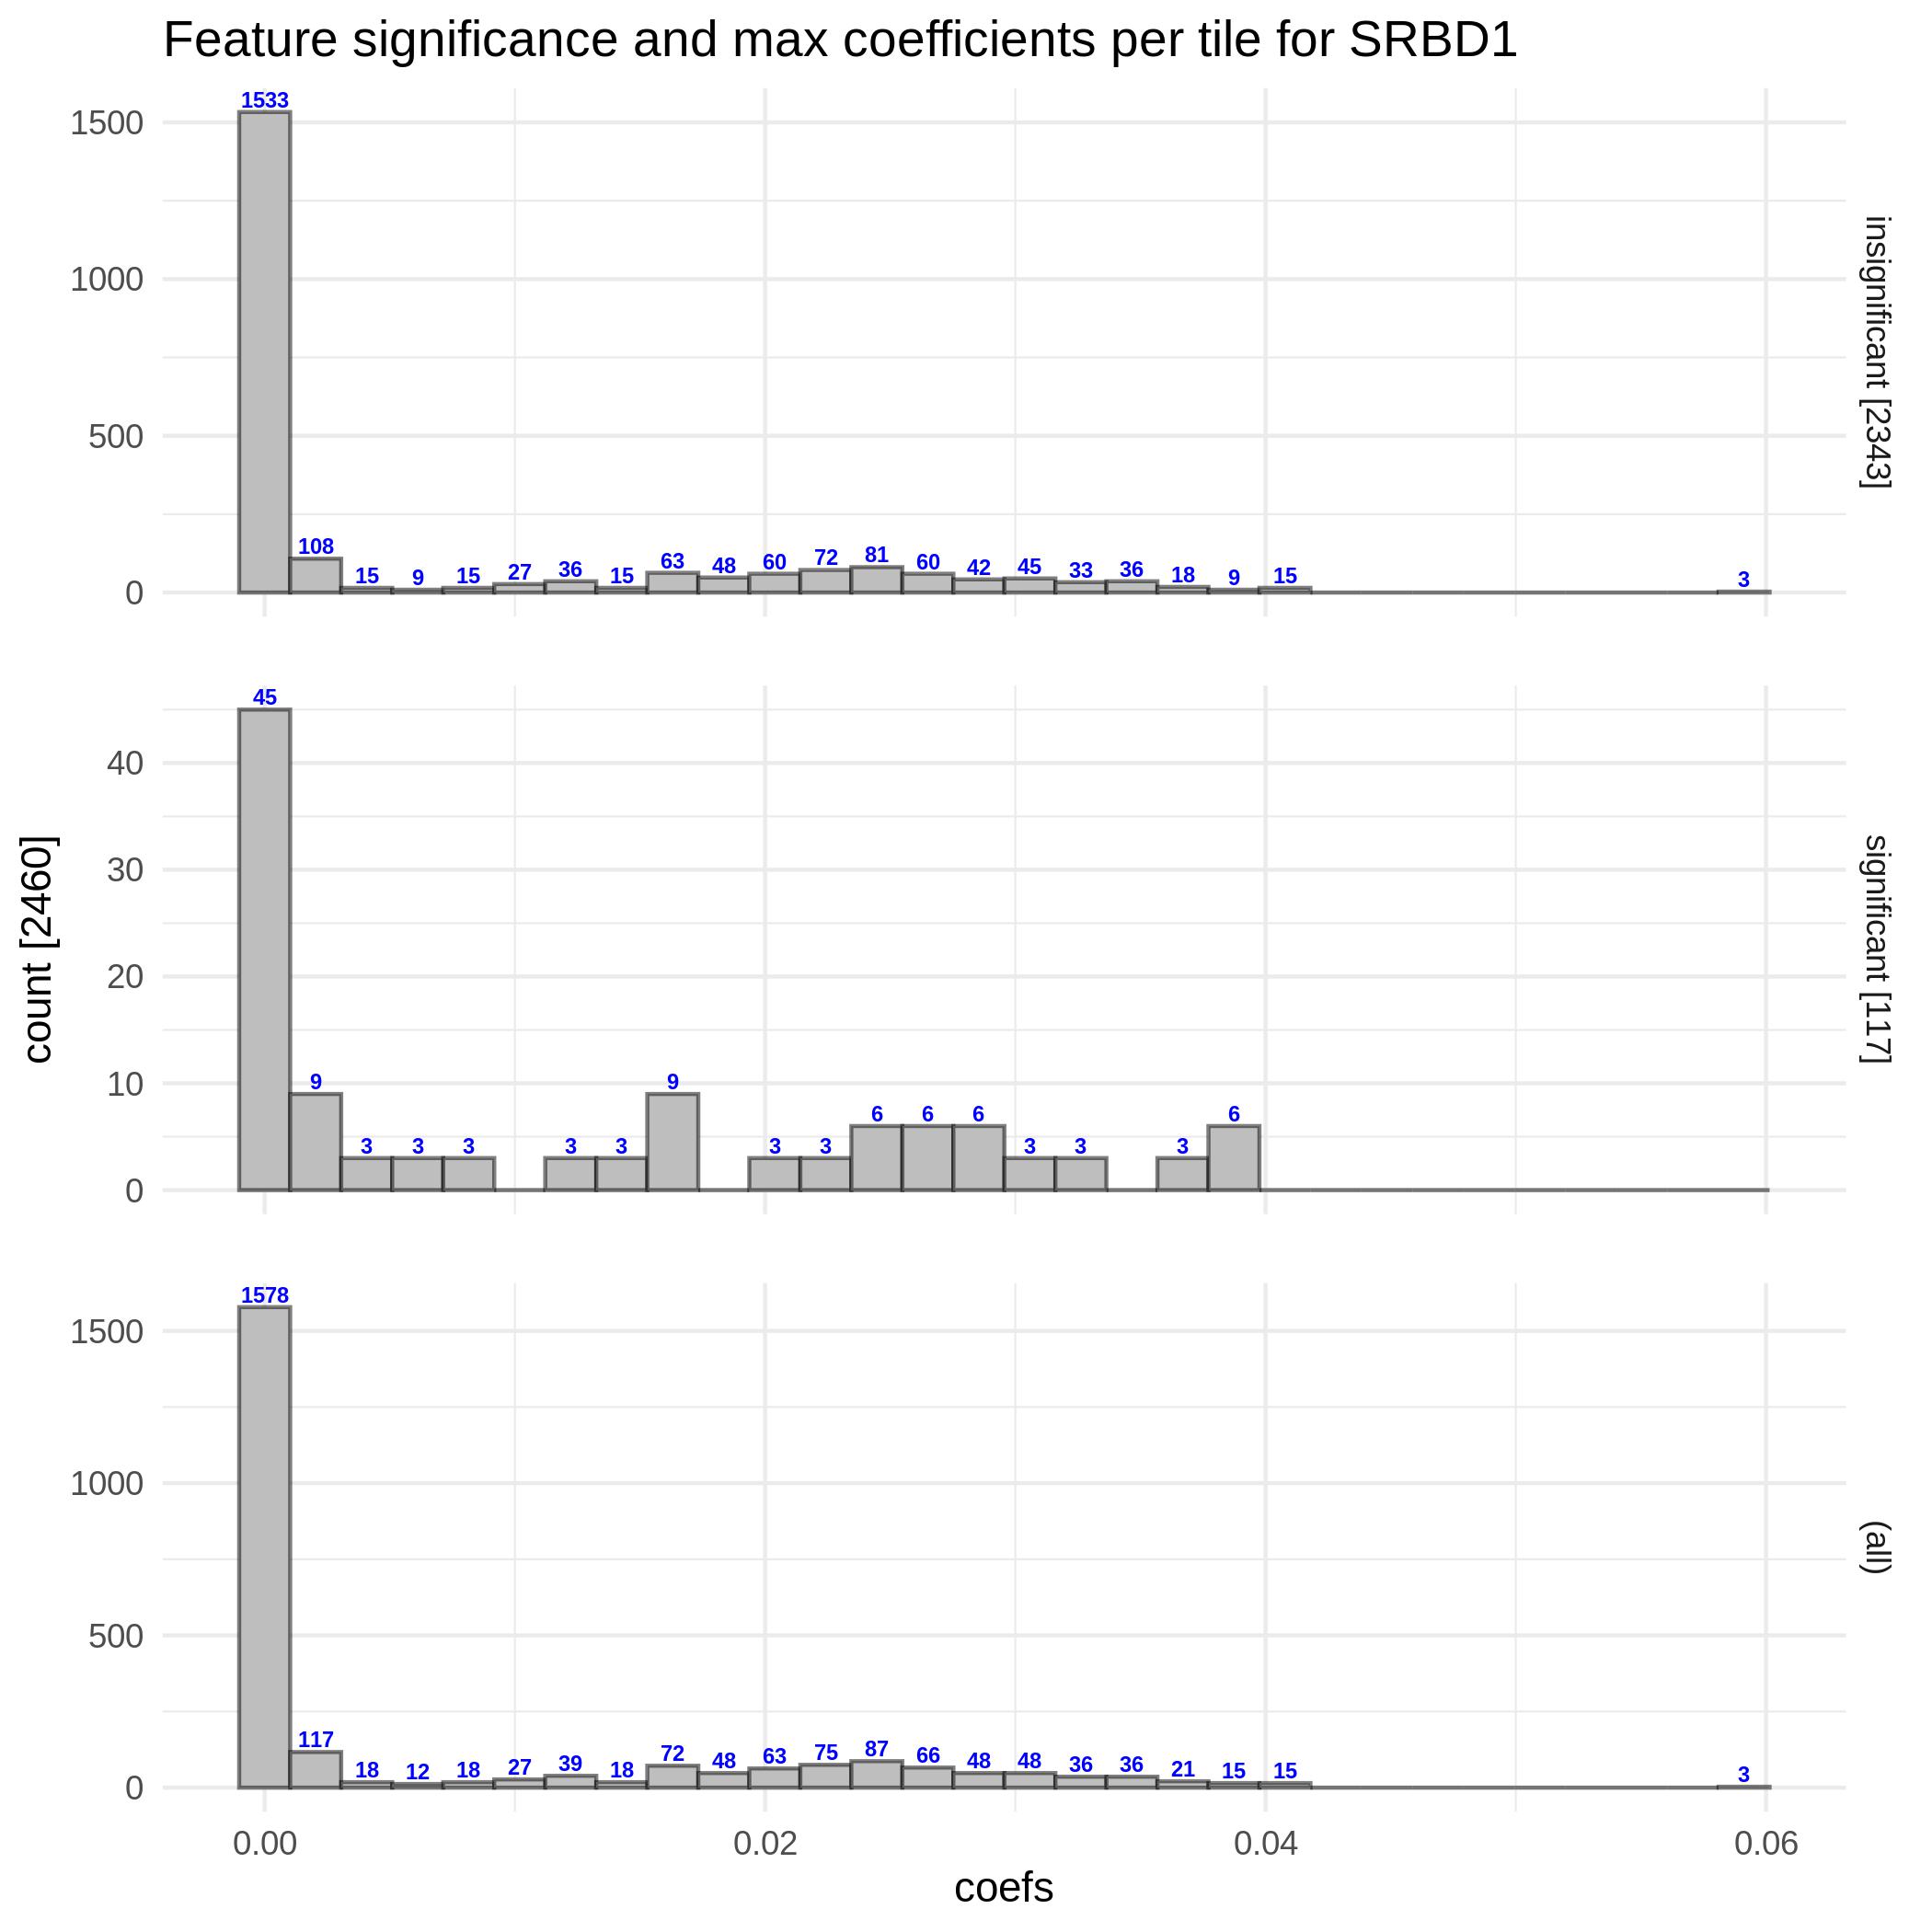 Feature significance and max coefficients per tile for SRBD1
1533
1500
1000
500
0
108 15 9 15 27 36 15 63 48 60 72 81 60 42 45 33 36 18 9 15 3
insignificant [2343]
45
40
30
20
10
0
9 3 3 3 3 3 9 3 3 6 6 6 3 3 3 6
significant [117]
count [2460]
1578
1500
1000
500
0
117 18 12 18 27 39 18 72 48 63 75 87 66 48 48 36 36 21 15 15 3
(all)
0.00 0.02 0.04 0.06
coefs